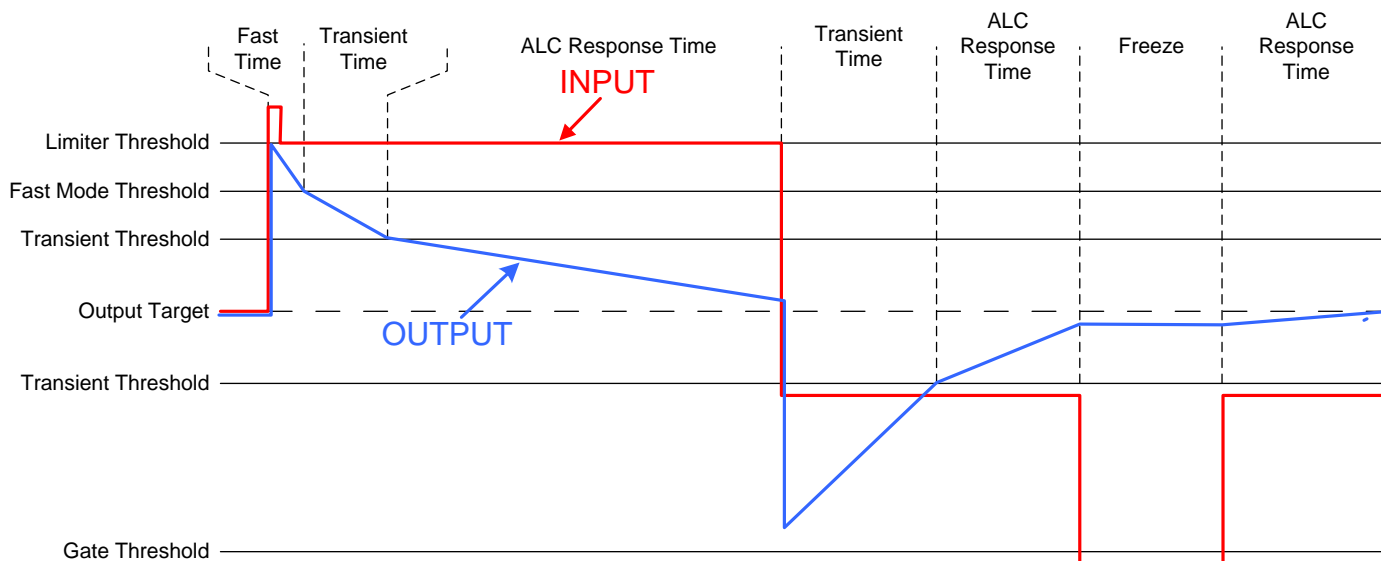 Fast
Time
Transient
Time
ALC Response Time
Transient
Time
ALC
Response
Time
Freeze
ALC
Response
Time
INPUT
Limiter Threshold
Fast Mode Threshold
Transient Threshold
Output Target
OUTPUT
Transient Threshold
Gate Threshold